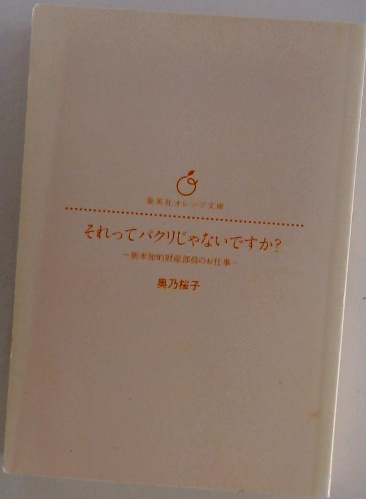 集英社オレンジ文庫
それってパクリじゃないですか?
～新米知的財産部員のお仕事～
奥乃桜子